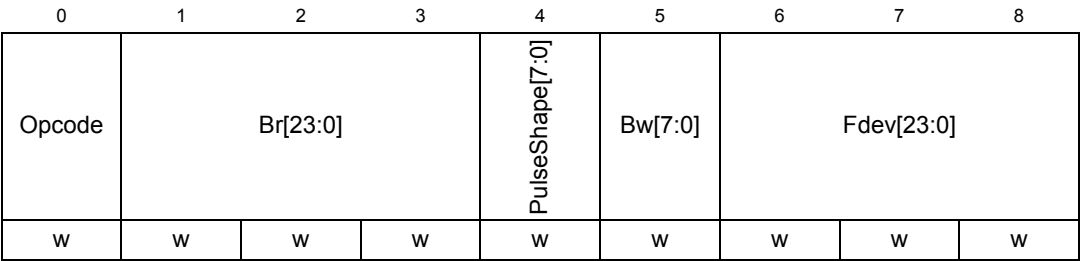 0 1 2 3 4 5 6 7 8
Opcode Br[23:0] PulseShape[7:0] Bw[7:0] Fdev[23:0]
w w w w w w w w w